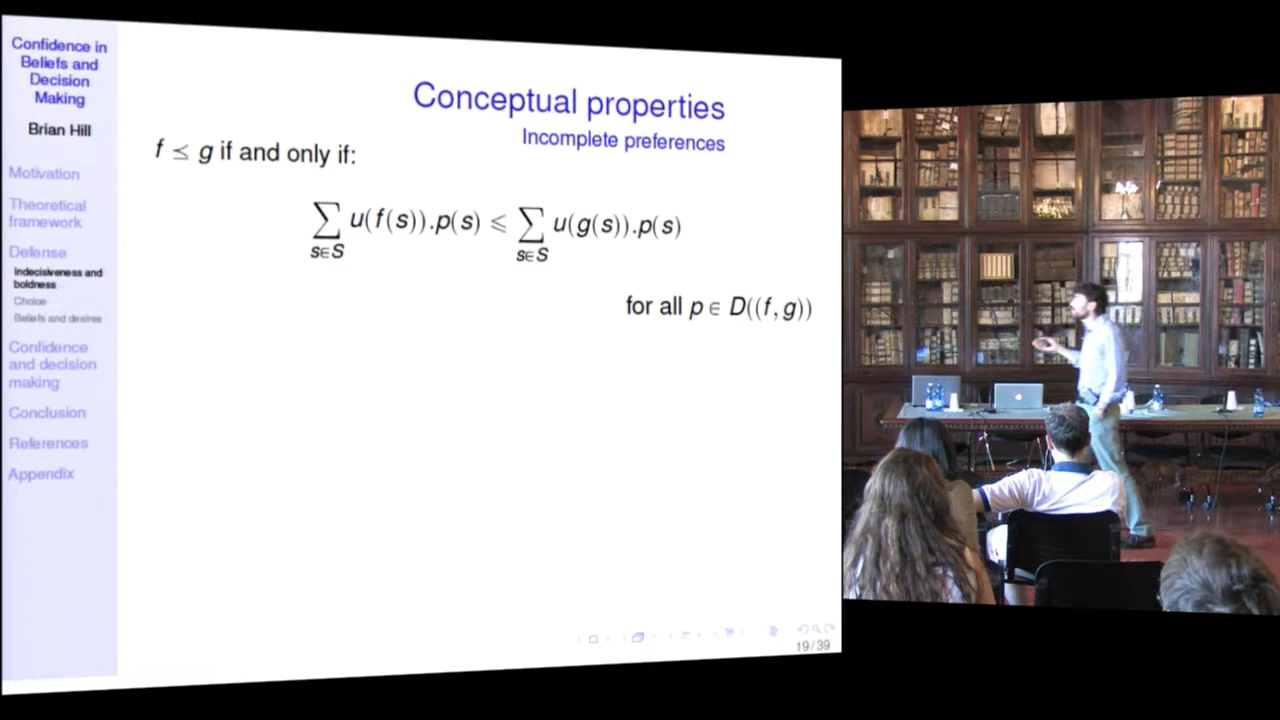 Confidence in
Beliefs and
Decision
Making
Brian Hill
Motivation
Theoretical
framework
Defense
Indecisiveness and
boldness
Choice
Beliefs and desires
Confidence
and decision
making
Conclusion
References
Appendix
Conceptual properties
Incomplete preferences
f ⪯ g if and only if:
∑ u(f(s)).p(s) ⩽ ∑ u(g(s)).p(s)
s∈S s∈S
for all p ∈ D((f,g))
19/39